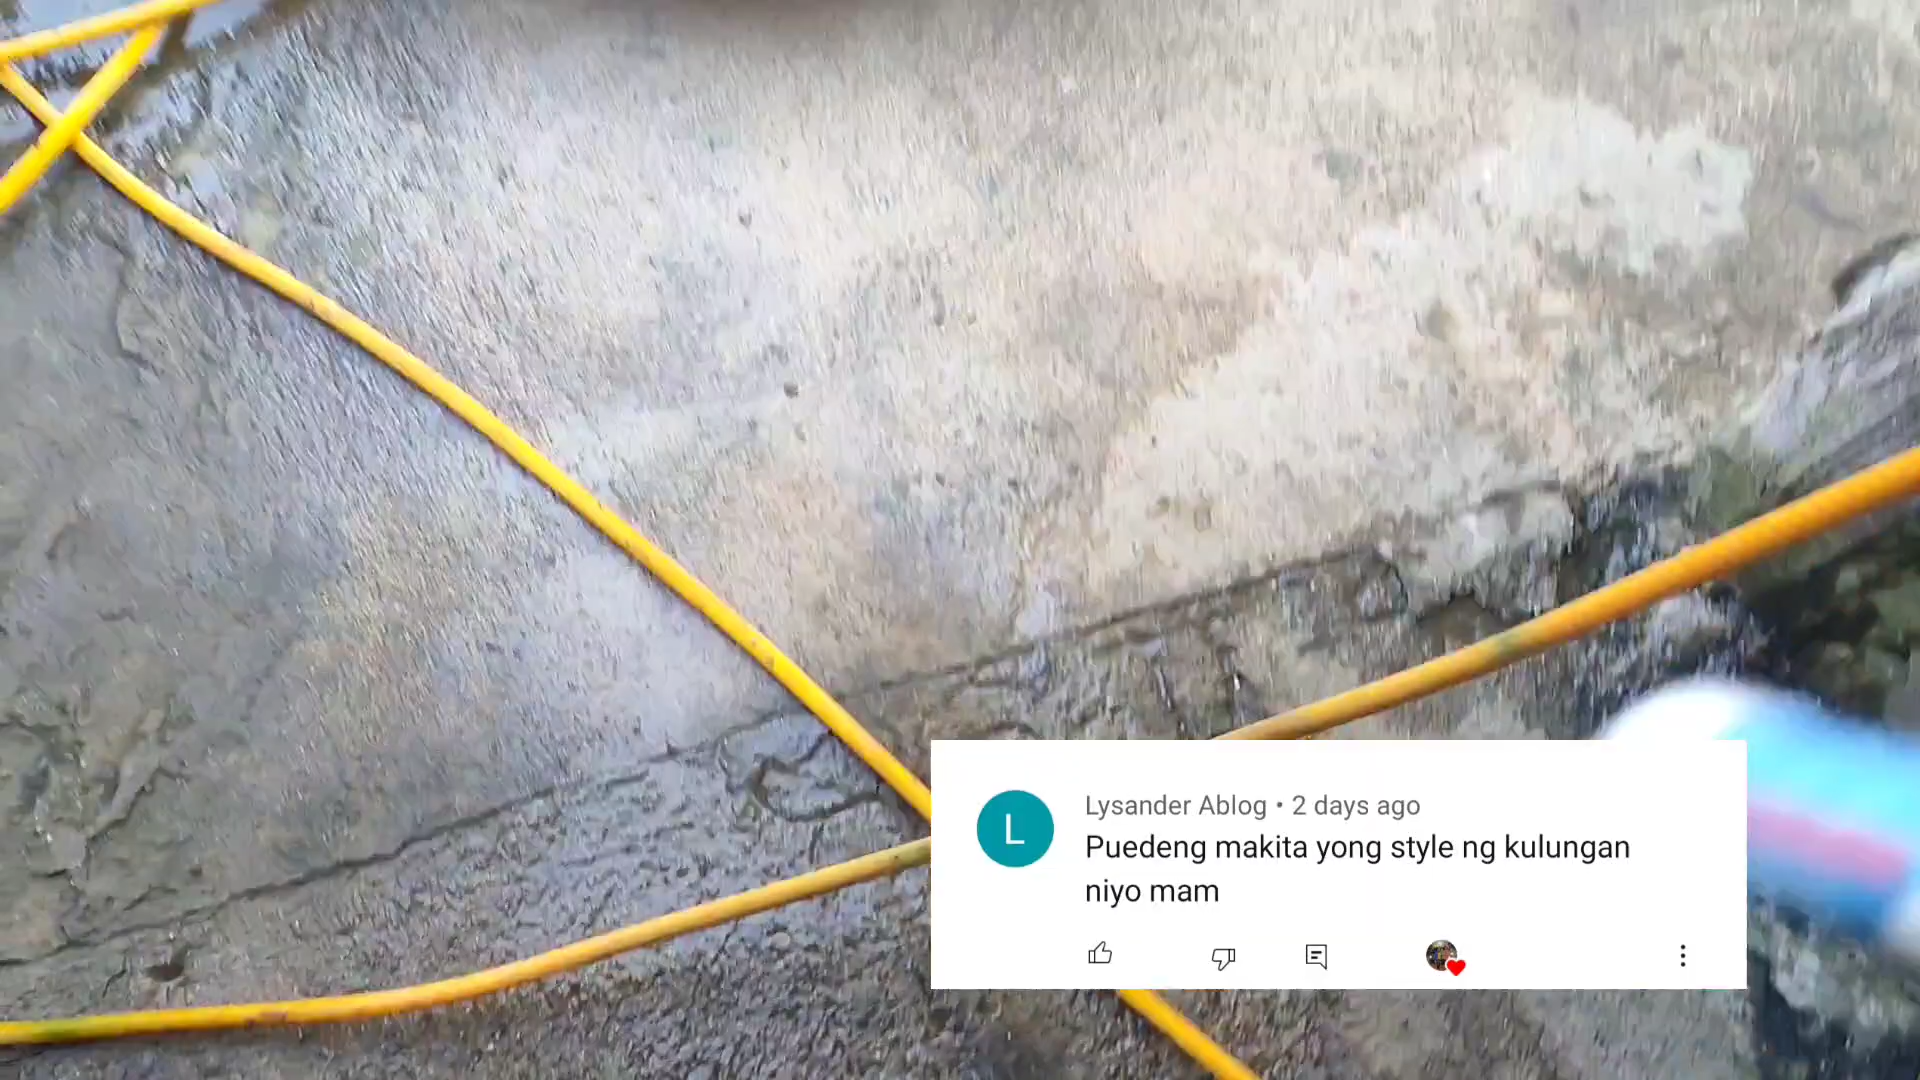 L
Lysander Ablog • 2 days ago
Puedeng makita yong style ng kulungan
niyo mam